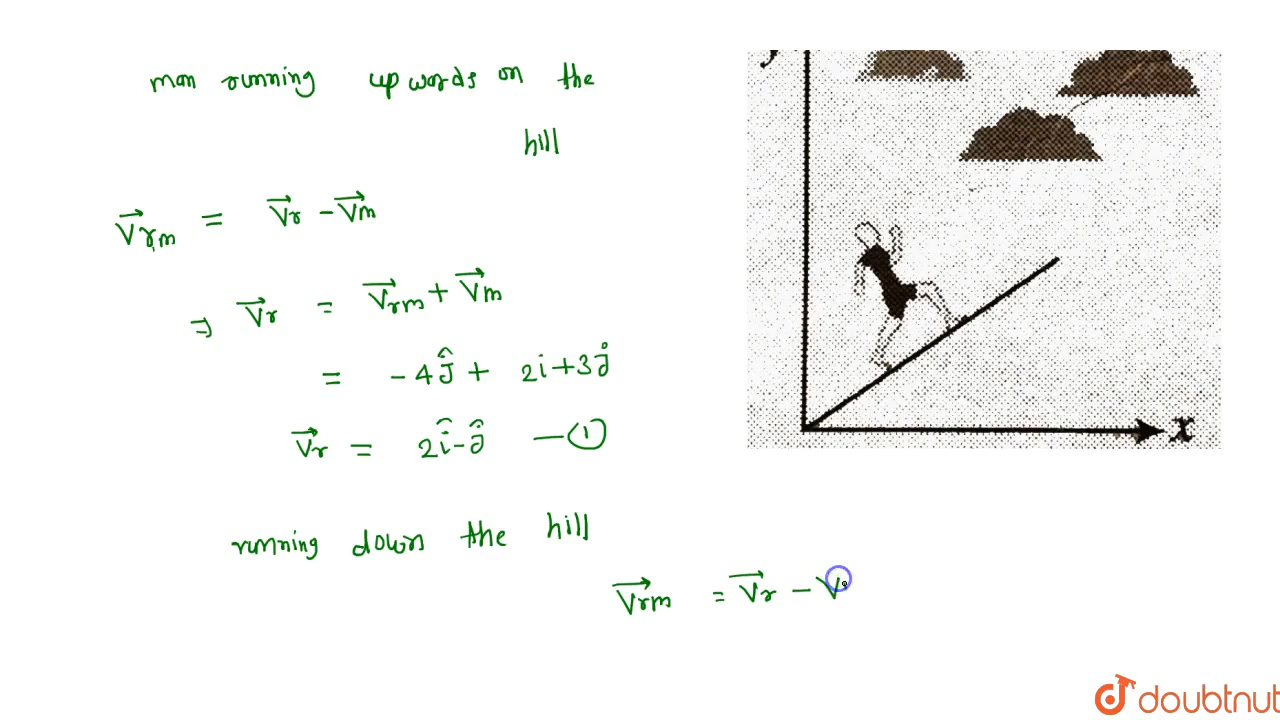 man running upwards on the
hill
V⃗rm = V⃗r - V⃗m
⇒ V⃗r = V⃗rm + V⃗m
= -4ĵ + 2i + 3ĵ
V⃗r = 2î - ĵ — ①
running down the hill
V⃗rm = V⃗r - V
y
x
doubtnut